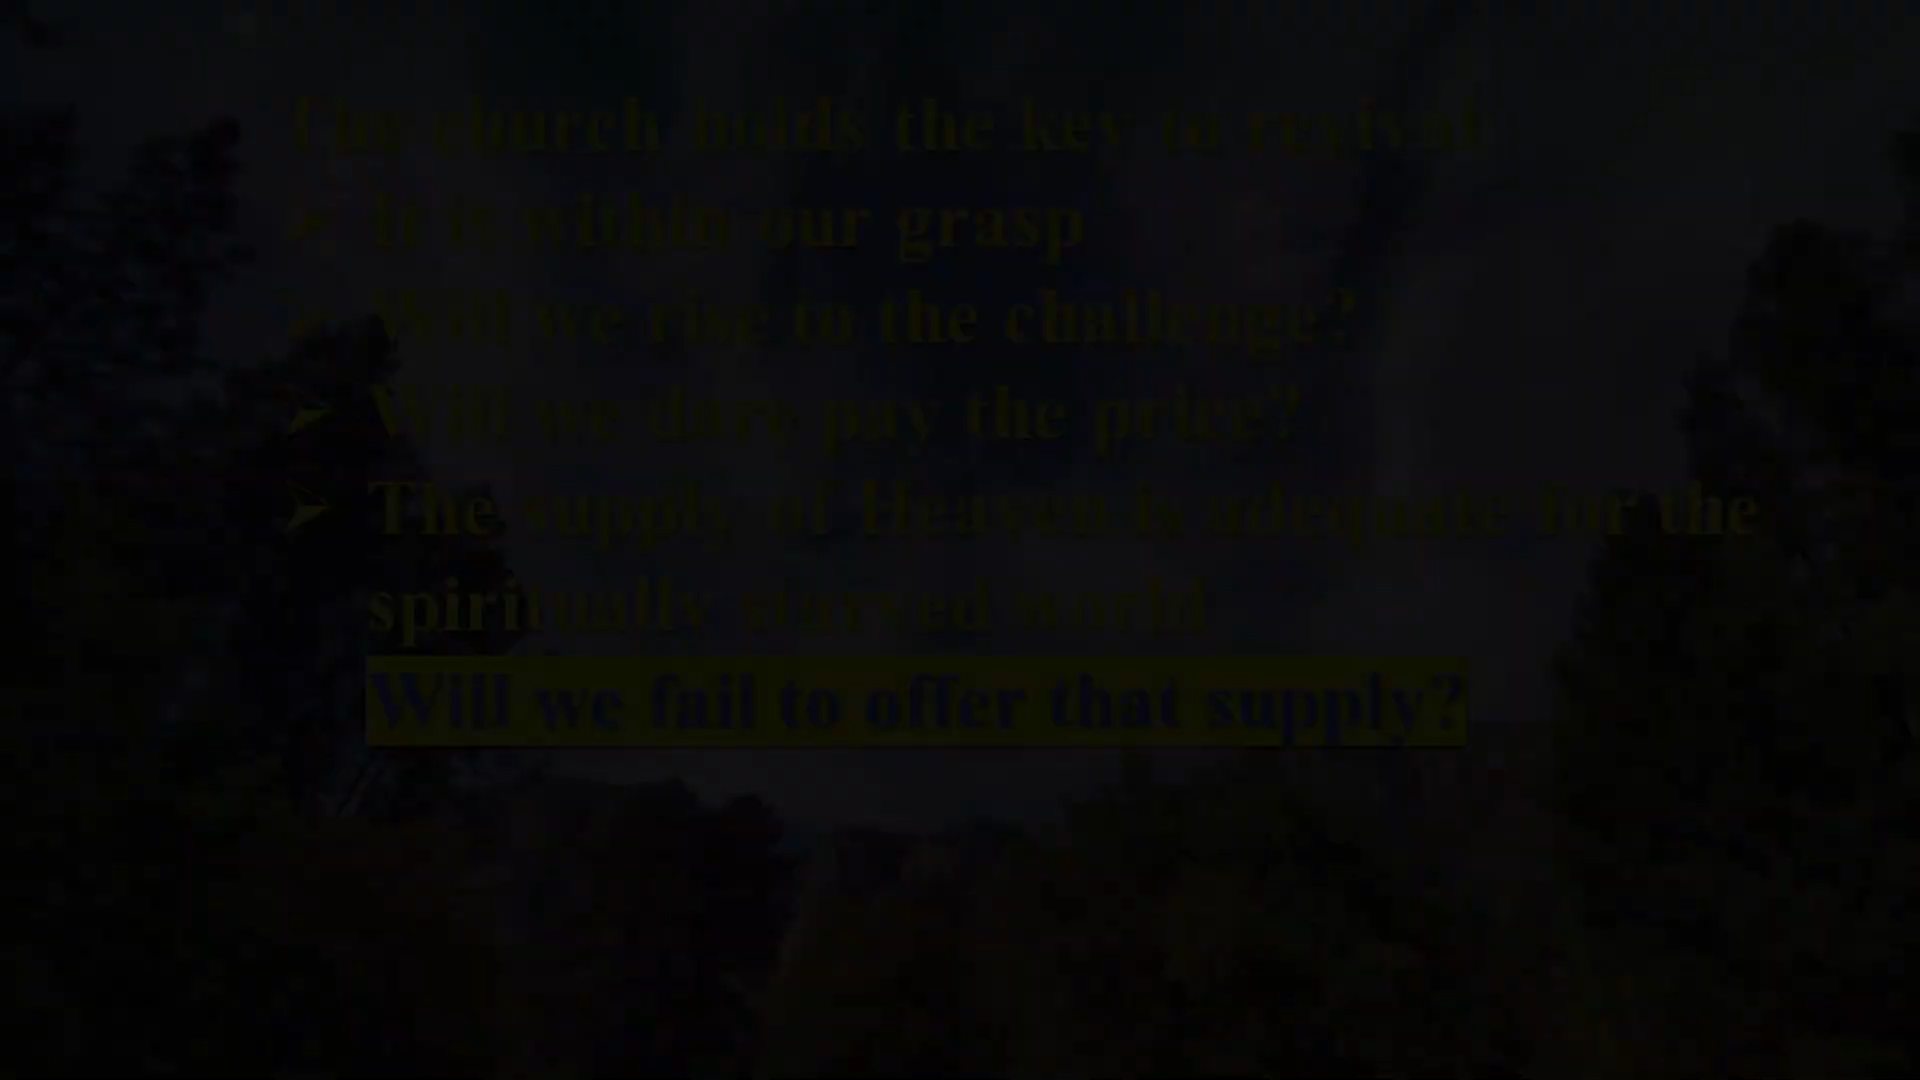 The church holds the key to revival
➢ It is within our grasp
➢ Will we rise to the challenge?
➢ Will we dare pay the price?
➢ The supply of Heaven is adequate for the
spiritually starved world
Will we fail to offer that supply?